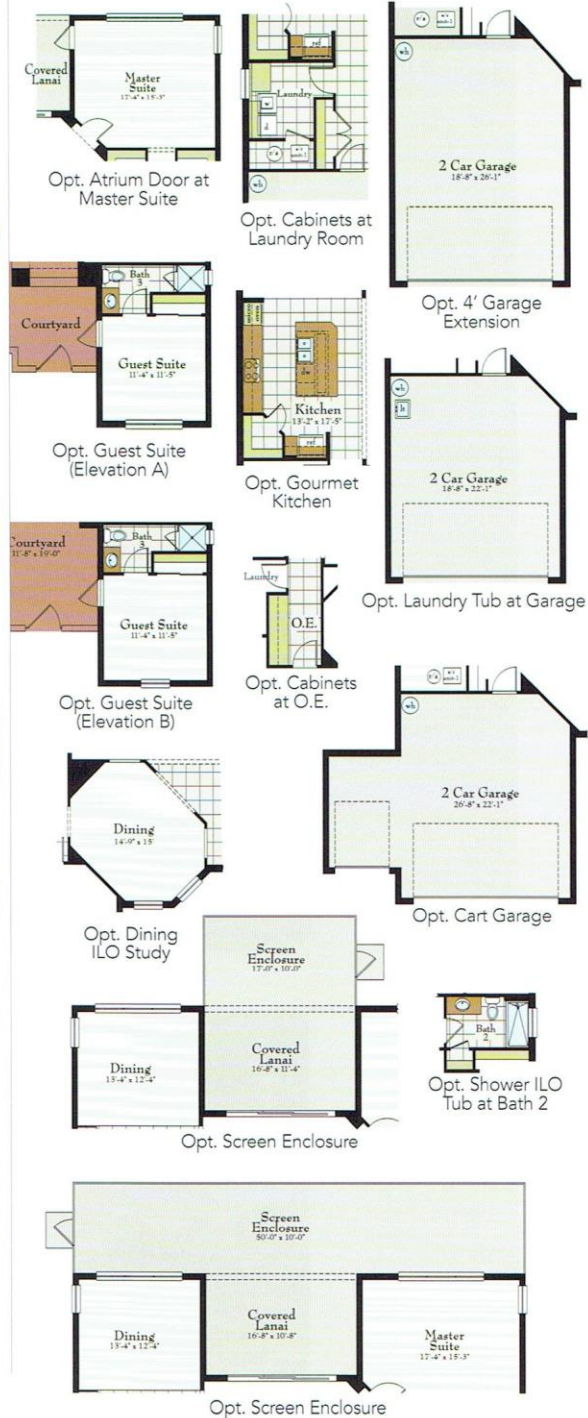 Covered
Lanai
Master
Suite
17'-4" x 15'-3"
Opt. Atrium Door at
Master Suite
ref
Laundry
w
d
wh
Opt. Cabinets at
Laundry Room
wh
2 Car Garage
18'-8" x 26'-1"
Opt. 4' Garage
Extension
Courtyard
Bath
3
Guest Suite
11'-4" x 11'-5"
Opt. Guest Suite
(Elevation A)
dw
Kitchen
13'-2" x 17'-5"
ref
Opt. Gourmet
Kitchen
wh
lt
2 Car Garage
18'-8" x 22'-1"
Opt. Laundry Tub at Garage
Courtyard
11'-8" x 19'-0"
Bath
3
Guest Suite
11'-4" x 11'-5"
Opt. Guest Suite
(Elevation B)
Laundry
O.E.
Opt. Cabinets
at O.E.
wh
2 Car Garage
26'-8" x 22'-1"
Opt. Cart Garage
Dining
14'-9" x 15'
Opt. Dining
ILO Study
Screen
Enclosure
17'-0" x 10'-0"
Dining
13'-4" x 12'-4"
Covered
Lanai
16'-8" x 11'-4"
Opt. Screen Enclosure
Bath
2
Opt. Shower ILO
Tub at Bath 2
Screen
Enclosure
50'-0" x 10'-0"
Dining
13'-4" x 12'-4"
Covered
Lanai
16'-8" x 10'-8"
Master
Suite
17'-4" x 15'-3"
Opt. Screen Enclosure